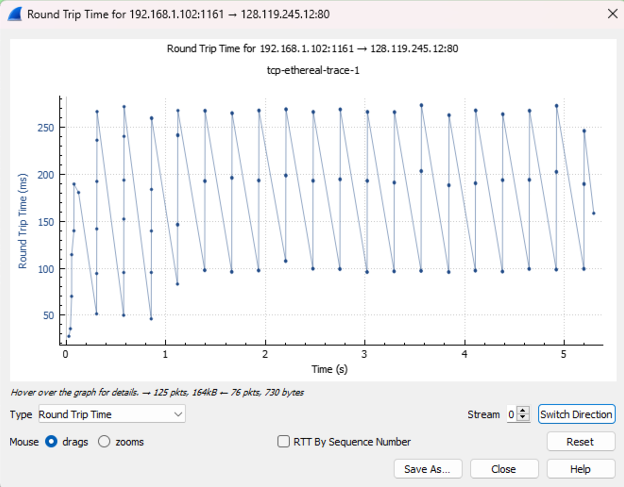 Round Trip Time for 192.168.1.102:1161 → 128.119.245.12:80
Round Trip Time for 192.168.1.102:1161 → 128.119.245.12:80
tcp-ethereal-trace-1
Round Trip Time (ms)
250
200
150
100
50
0 1 2 3 4 5
Time (s)
Hover over the graph for details. → 125 pkts, 164kB ← 76 pkts, 730 bytes
Type Round Trip Time Stream 0 Switch Direction
Mouse drags zooms RTT By Sequence Number Reset
Save As... Close Help